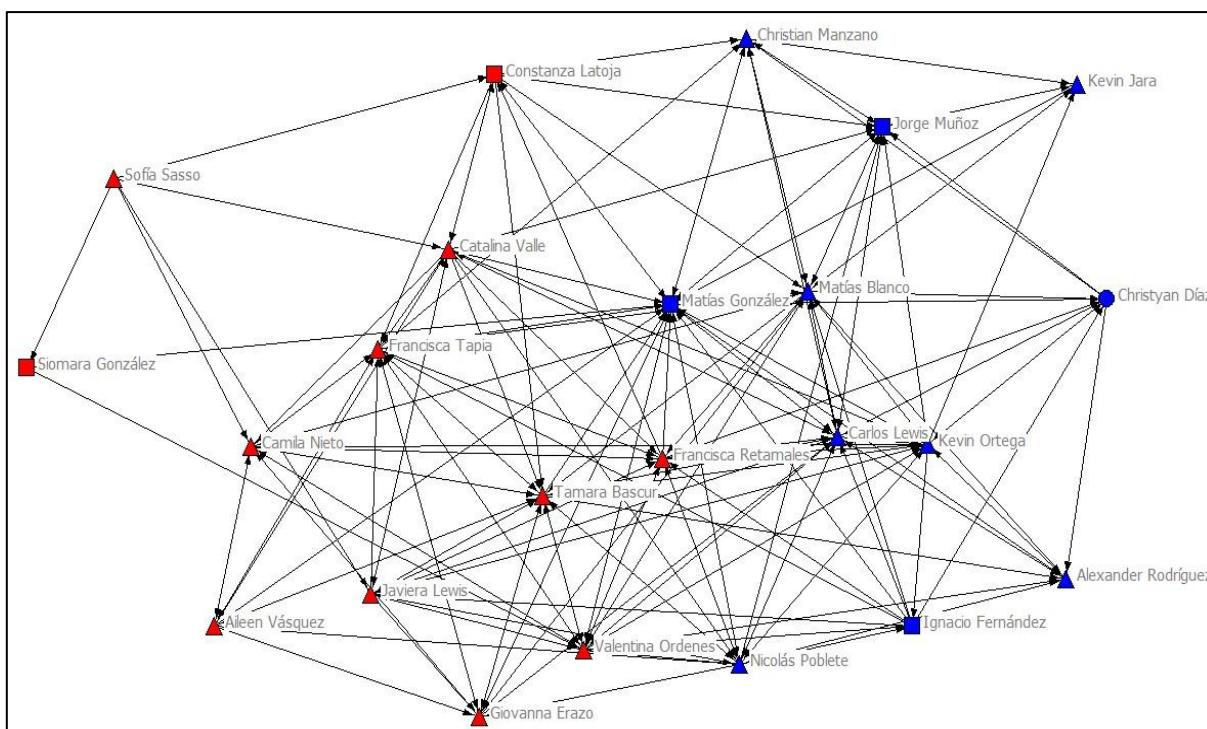 Christian Manzano
Constanza Latoja
Kevin Jara
Jorge Muñoz
Sofía Sasso
Catalina Valle
Matías Blanco
Matías González
Christyan Díaz
Francisca Tapia
Siomara González
Carlos Lewis
Camila Nieto
Kevin Ortega
Francisca Retamales
Tamara Bascur
Alexander Rodríguez
Javiera Lewis
Aileen Vásquez
Ignacio Fernández
Valentina Ordenes
Nicolás Poblete
Giovanna Erazo